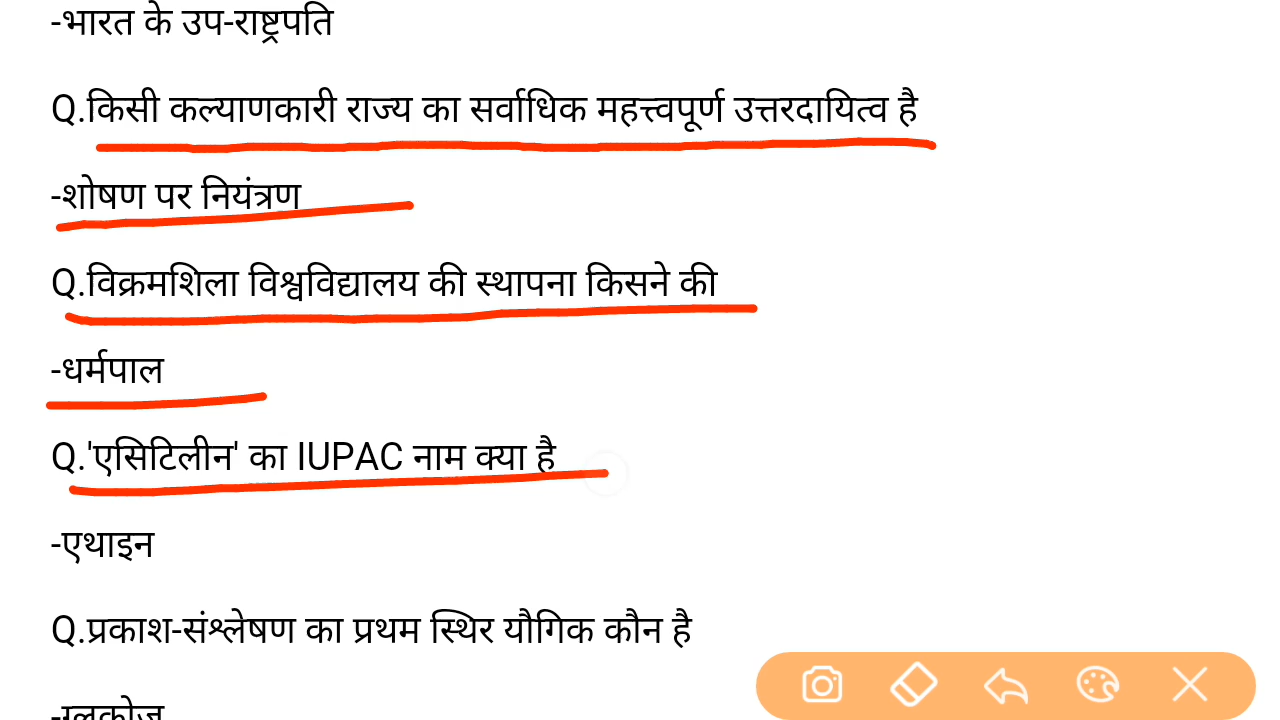 -भारत के उप-राष्ट्रपति
Q.किसी कल्याणकारी राज्य का सर्वाधिक महत्त्वपूर्ण उत्तरदायित्व है
-शोषण पर नियंत्रण
Q.विक्रमशिला विश्वविद्यालय की स्थापना किसने की
-धर्मपाल
Q.'एसिटिलीन' का IUPAC नाम क्या है
-एथाइन
Q.प्रकाश-संश्लेषण का प्रथम स्थिर यौगिक कौन है
-ग्लूकोज